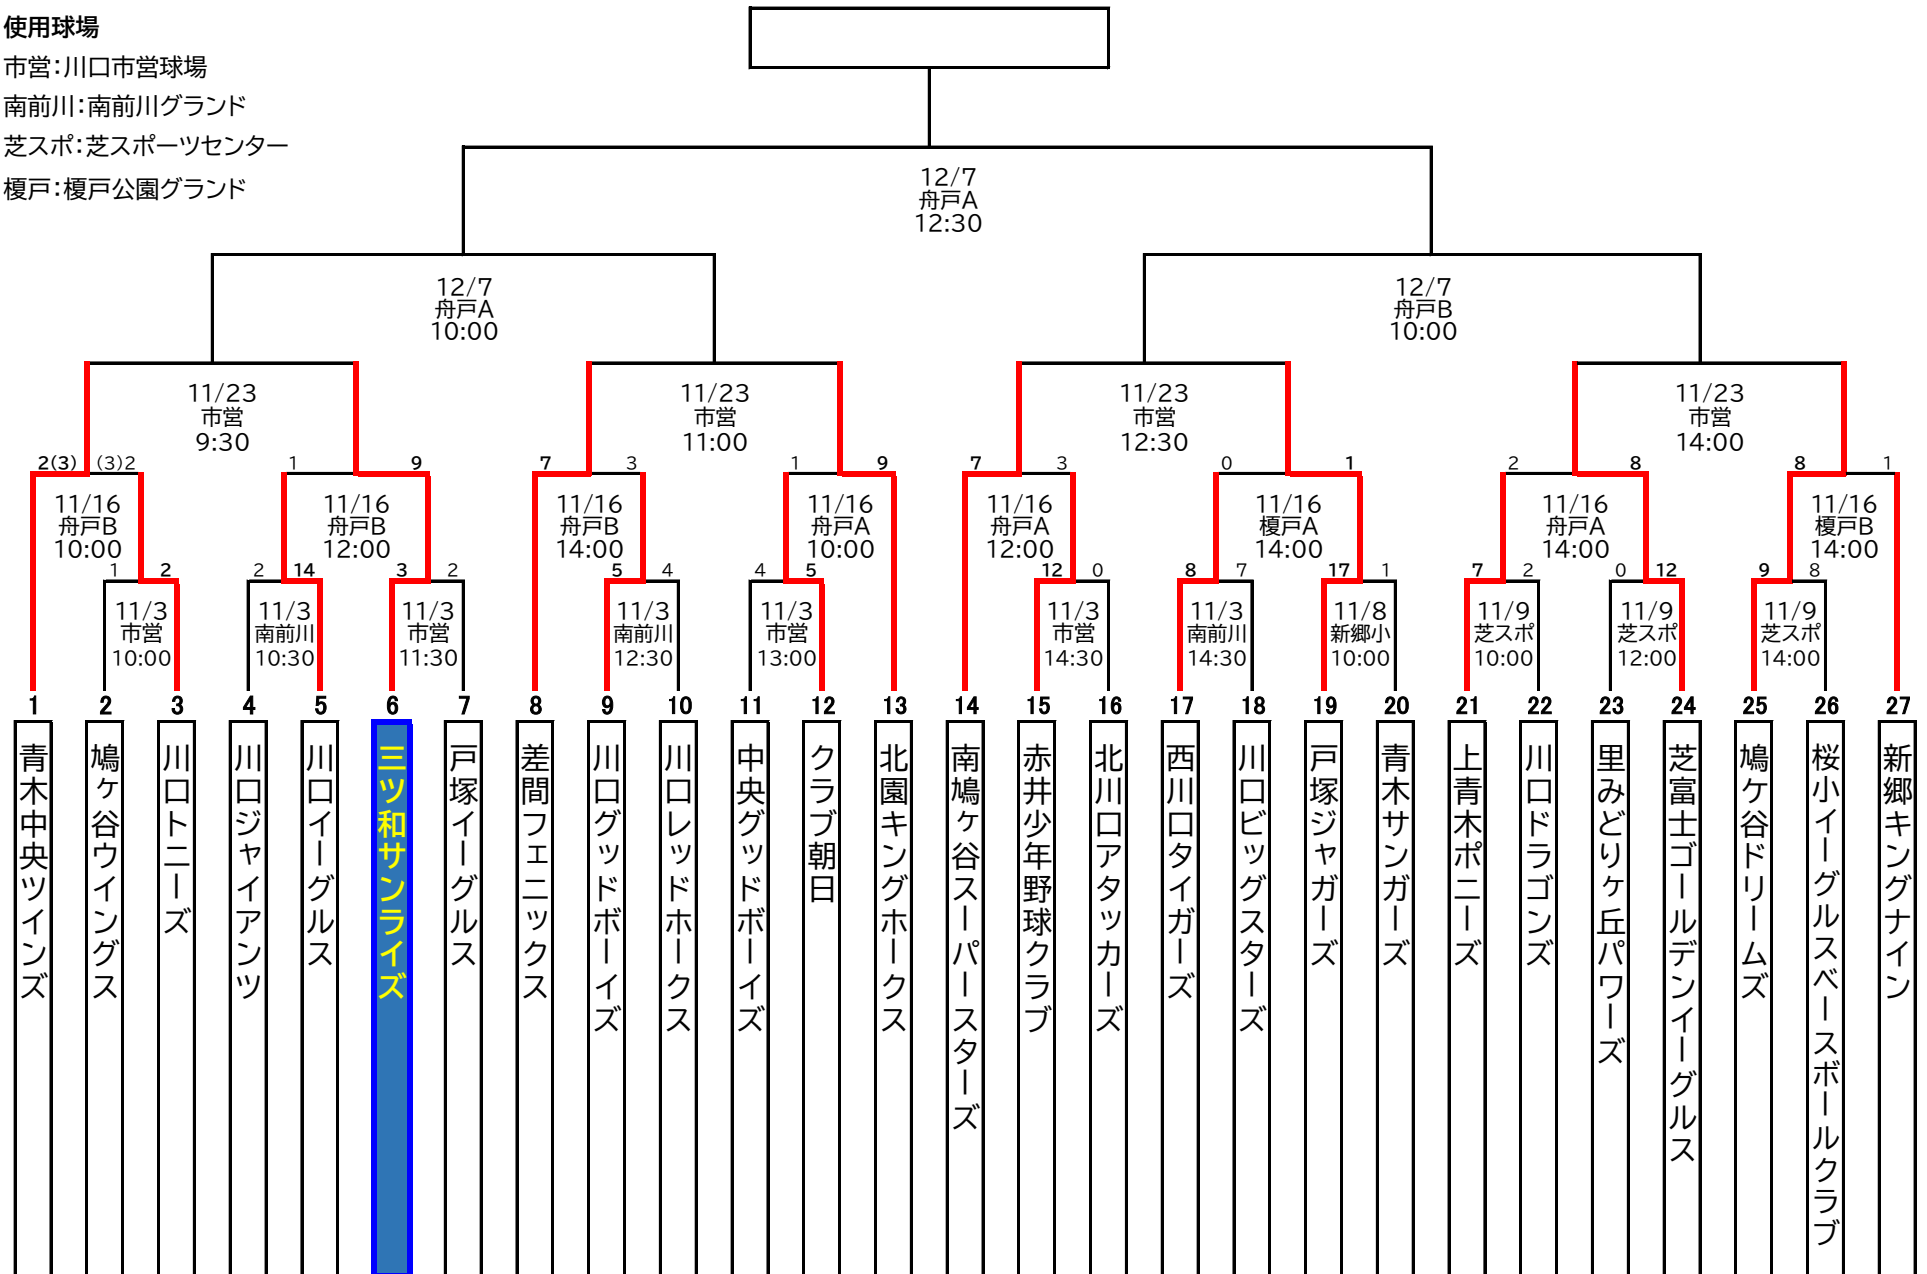 使用球場
市営：川口市営球場
南前川：南前川グランド
芝スポ：芝スポーツセンター
榎戸：榎戸公園グランド
12/7
舟戸A
12:30
12/7
舟戸A
10:00
12/7
舟戸B
10:00
11/23
市営
9:30
11/23
市営
11:00
11/23
市営
12:30
11/23
市営
14:00
2(3) (3)2
1 9
7 3
1 9
7 3
0 1
2 8
8 1
11/16
舟戸B
10:00
11/16
舟戸B
12:00
11/16
舟戸B
14:00
11/16
舟戸A
10:00
11/16
舟戸A
12:00
11/16
榎戸A
14:00
11/16
舟戸A
14:00
11/16
榎戸B
14:00
1 2
2 14
3 2
5 4
4 5
12 0
8 7
17 1
7 2
0 12
9 8
11/3
市営
10:00
11/3
南前川
10:30
11/3
市営
11:30
11/3
南前川
12:30
11/3
市営
13:00
11/3
市営
14:30
11/3
南前川
14:30
11/8
新郷小
10:00
11/9
芝スポ
10:00
11/9
芝スポ
12:00
11/9
芝スポ
14:00
1 2 3 4 5 6 7 8 9 10 11 12 13 14 15 16 17 18 19 20 21 22 23 24 25 26 27
青木中央ツインズ
鳩ヶ谷ウイングス
川口トニーズ
川口ジャイアンツ
川口イーグルス
三ツ和サンライズ
戸塚イーグルス
差間フェニックス
川口グッドボーイズ
川口レッドホークス
中央グッドボーイズ
クラブ朝日
北園キングホークス
南鳩ヶ谷スーパースターズ
赤井少年野球クラブ
北川口アタッカーズ
西川口タイガーズ
川口ビッグスターズ
戸塚ジャガーズ
青木サンガーズ
上青木ポニーズ
川口ドラゴンズ
里みどりヶ丘パワーズ
芝富士ゴールデンイーグルス
鳩ケ谷ドリームズ
桜小イーグルスベースボールクラブ
新郷キングナイン